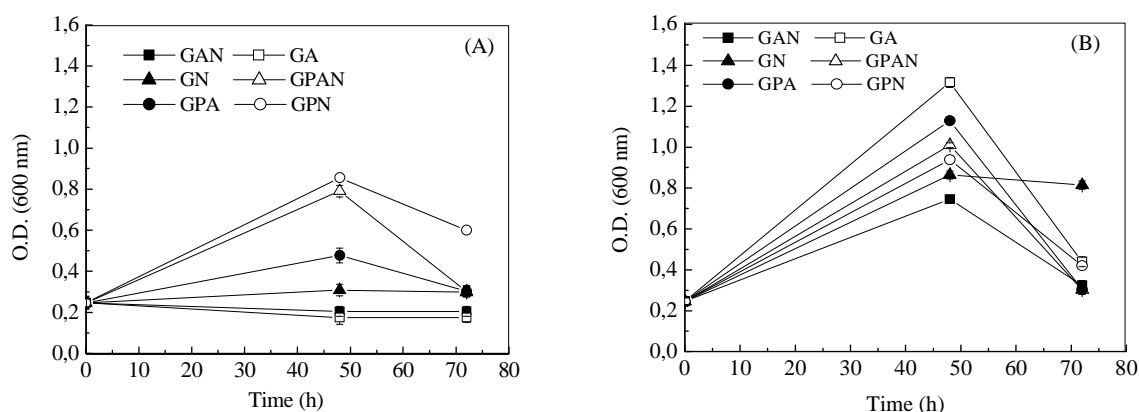 (A)
1,6
1,4
1,2
1,0
0,8
0,6
0,4
0,2
0,0
O.D. (600 nm)
GAN GA
GN GPAN
GPA GPN
0 10 20 30 40 50 60 70 80
Time (h)
(B)
1,6
1,4
1,2
1,0
0,8
0,6
0,4
0,2
0,0
O.D. (600 nm)
GAN GA
GN GPAN
GPA GPN
0 10 20 30 40 50 60 70 80
Time (h)